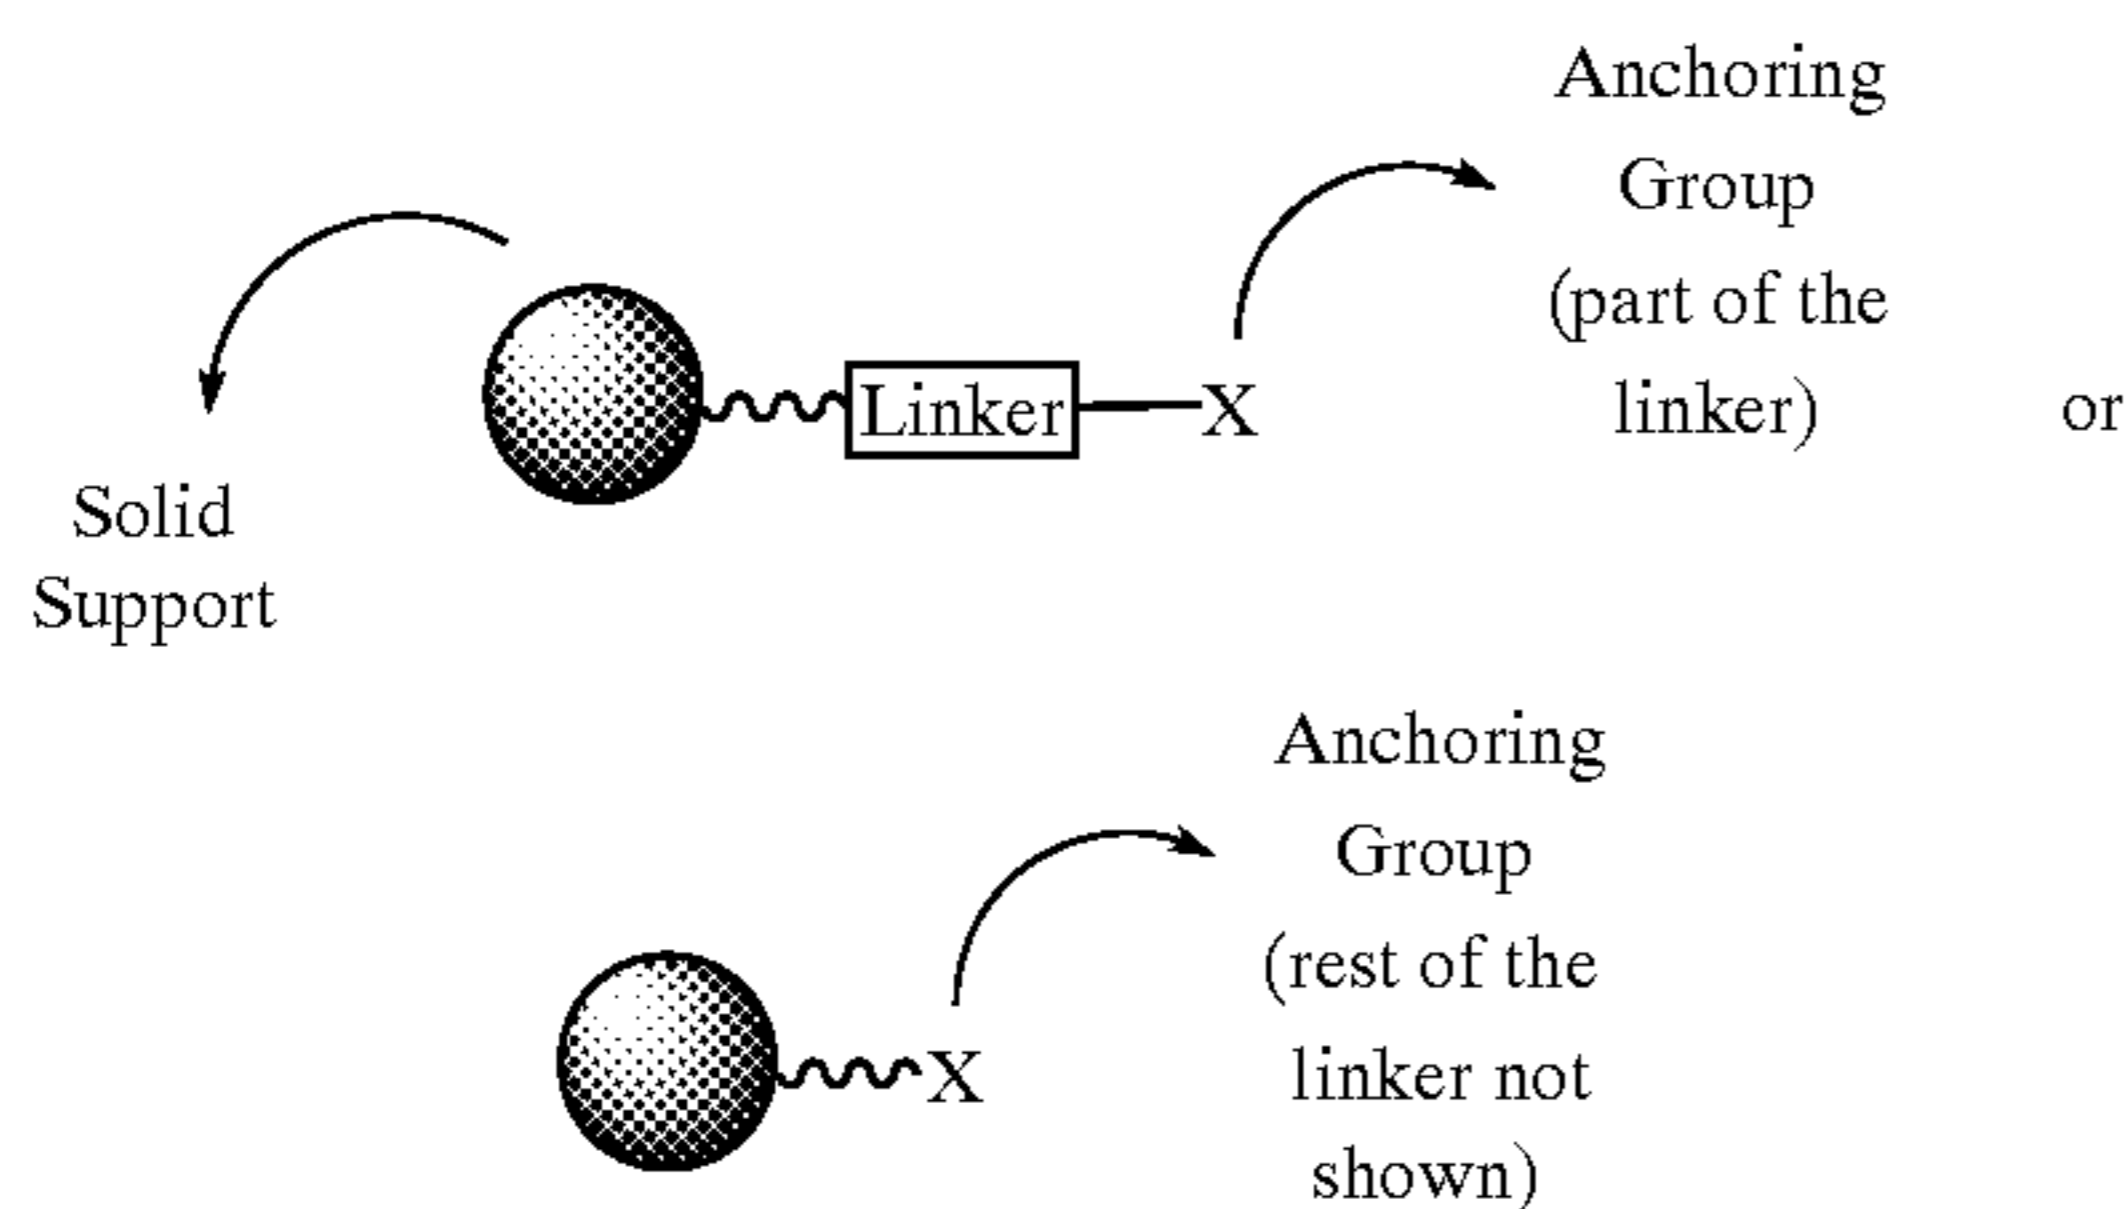 Anchoring
Group
(part of the
linker)
or
Linker
X
Solid
Support
Anchoring
Group
(rest of the
linker not
shown)
X